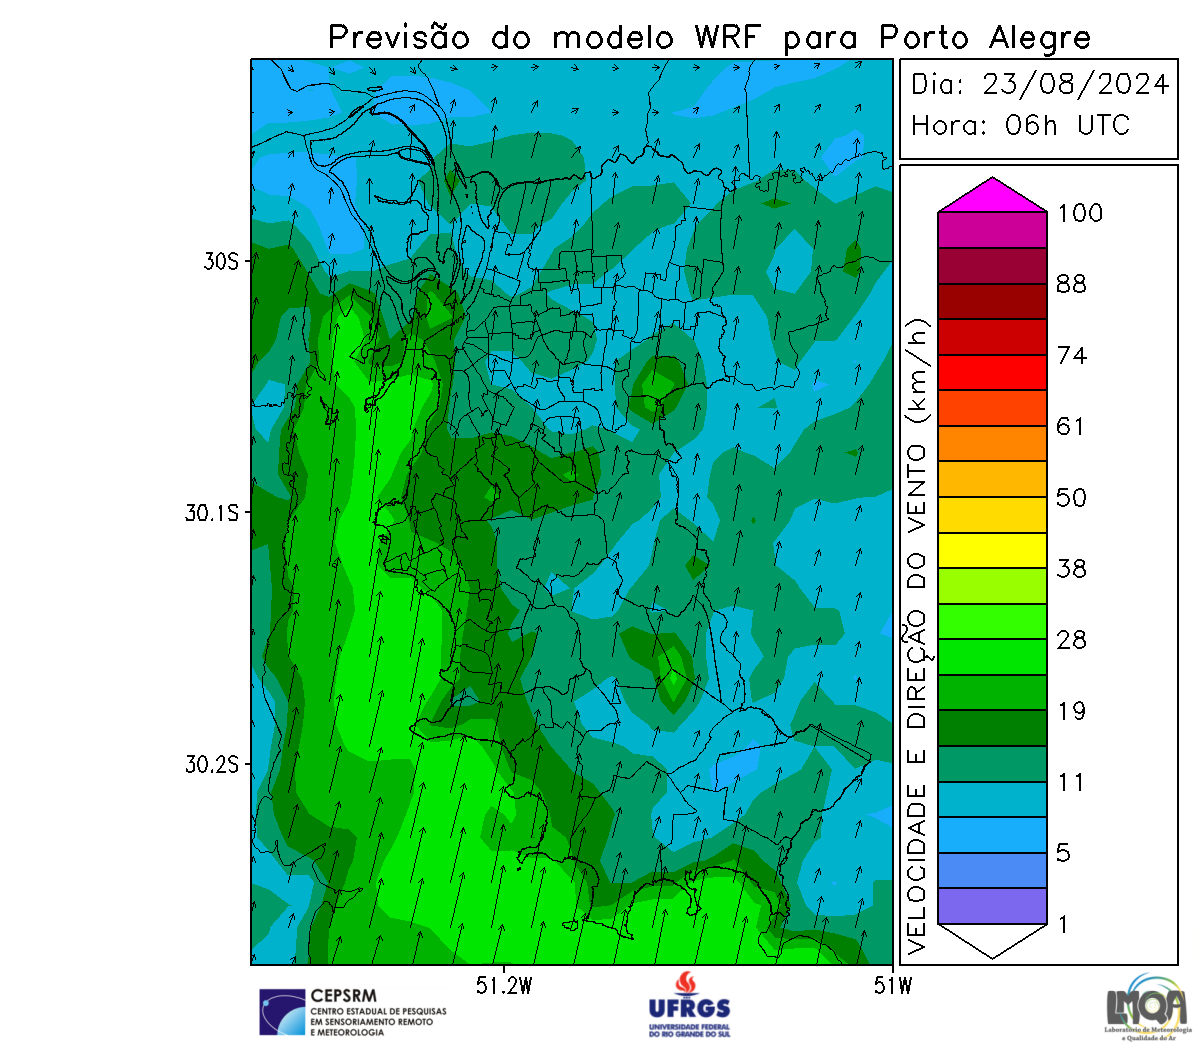 Previsão do modelo WRF para Porto Alegre
Dia: 23/08/2024
Hora: 06h UTC
30S
30.1S
30.2S
51.2W
51W
VELOCIDADE E DIREÇÃO DO VENTO (km/h)
100
88
74
61
50
38
28
19
11
5
1
CEPSRM
CENTRO ESTADUAL DE PESQUISAS
EM SENSORIAMENTO REMOTO
E METEOROLOGIA
UFRGS
UNIVERSIDADE FEDERAL
DO RIO GRANDE DO SUL
LMQA
Laboratório de Meteorologia
e Qualidade do Ar